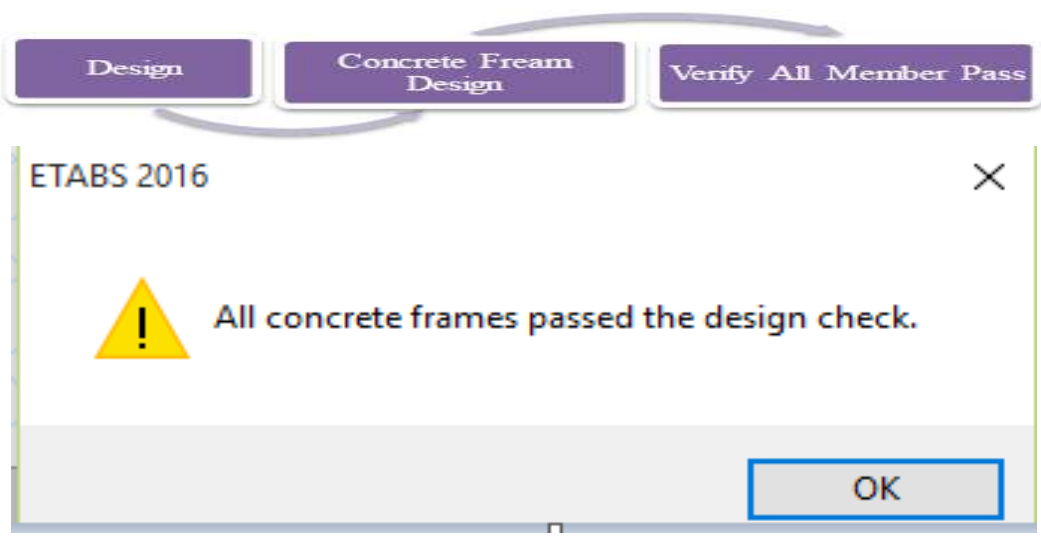 Design
Concrete Fream
Design
Verify All Member Pass
ETABS 2016
All concrete frames passed the design check.
OK